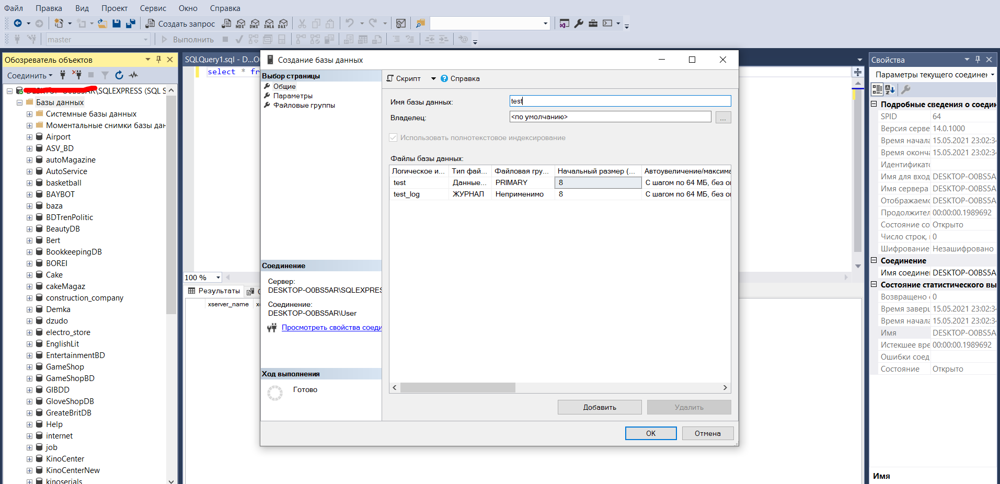 Файл Правка Вид Проект Сервис Окно Справка
Создать запрос MDX DMX XMLA DAX
master Выполнить
Обозреватель объектов
Соединить
\SQLEXPRESS (SQL S
Базы данных
Системные базы данных
Моментальные снимки базы дан
Airport
ASV_BD
autoMagazine
AutoService
basketball
BAYBOT
baza
BDTrenPolitic
BeautyDB
Bert
BookkeepingDB
BOREI
Cake
cakeMagaz
construction_company
Demka
dzudo
electro_store
EnglishLit
EntertainmentBD
GameShop
GameShopBD
GIBDD
GloveShopDB
GreateBritDB
Help
internet
job
KinoCenter
KinoCenterNew
kinoserials
SQLQuery1.sql - D...O
select * fr
100 %
Результаты
xserver_name
Создание базы данных
Выбор страницы
Общие
Параметры
Файловые группы
Соединение
Сервер:
DESKTOP-O0BS5AR\SQLEXPRES
Соединение:
DESKTOP-O0BS5AR\User
Просмотреть свойства соеди
Ход выполнения
Готово
Скрипт Справка
Имя базы данных: test
Владелец: <по умолчанию> ...
Использовать полнотекстовое индексирование
Файлы базы данных:
Логическое и... Тип фай... Файловая гру... Начальный размер (... Автоувеличение/максима
test Данные... PRIMARY 8 С шагом по 64 МБ, без
test_log ЖУРНАЛ Неприменимо 8 С шагом по 64 МБ, без
Добавить Удалить
OK Отмена
Свойства
Параметры текущего соединен
Подробные сведения о соедин
SPID 64
Версия серве 14.0.1000
Время начала 15.05.2021 23:02:34
Время оконча 15.05.2021 23:02:34
Идентификато
Имя для вход DESKTOP-O0BS5A
Имя сервера DESKTOP-O0BS5A
Отображаемо DESKTOP-O0BS5A
Продолжител 00:00:00.1989692
Состояние со Открыто
Число строк, 0
Шифрование Незашифровано
Соединение
Имя соединен DESKTOP-O0BS5A
Состояние статистического вы
Возвращено 0
Время заверш 15.05.2021 23:02:34
Время начала 15.05.2021 23:02:34
Имя DESKTOP-O0BS5A
Истекшее вре 00:00:00.1989692
Ошибки соед
Состояние Открыто
Имя